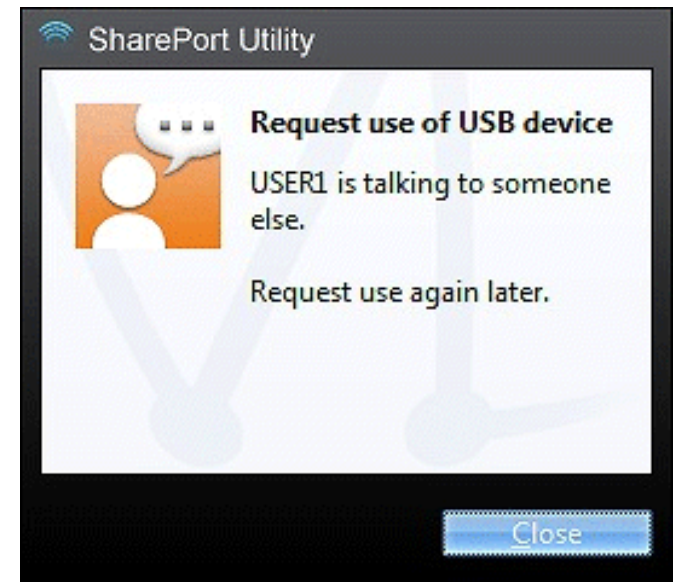 SharePort Utility
Request use of USB device
USER1 is talking to someone
else.
Request use again later.
Close